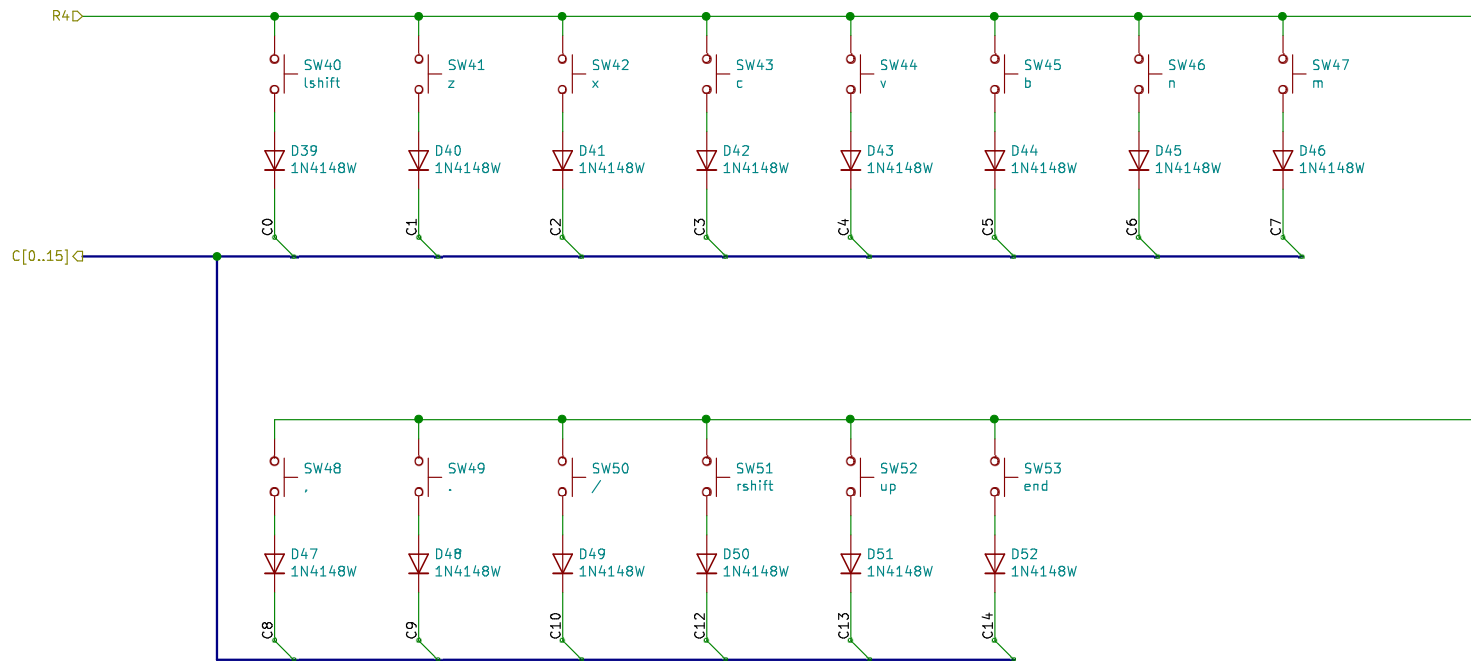 R4
SW40 SW41 SW42 SW43 SW44 SW45 SW46 SW47
lshift z x c v b n m
D39 D40 D41 D42 D43 D44 D45 D46
1N4148W 1N4148W 1N4148W 1N4148W 1N4148W 1N4148W 1N4148W 1N4148W
C0 C1 C2 C3 C4 C5 C6 C7
C[0..15]
SW48 SW49 SW50 SW51 SW52 SW53
, . / rshift up end
D47 D48 D49 D50 D51 D52
1N4148W 1N4148W 1N4148W 1N4148W 1N4148W 1N4148W
C8 C9 C10 C12 C13 C14